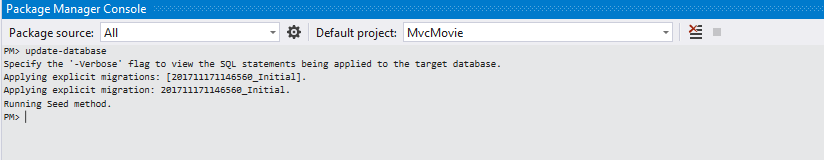 Package Manager Console
Package source: All Default project: MvcMovie
PM> update-database
Specify the '-Verbose' flag to view the SQL statements being applied to the target database.
Applying explicit migrations: [201711171146560_Initial].
Applying explicit migration: 201711171146560_Initial.
Running Seed method.
PM>